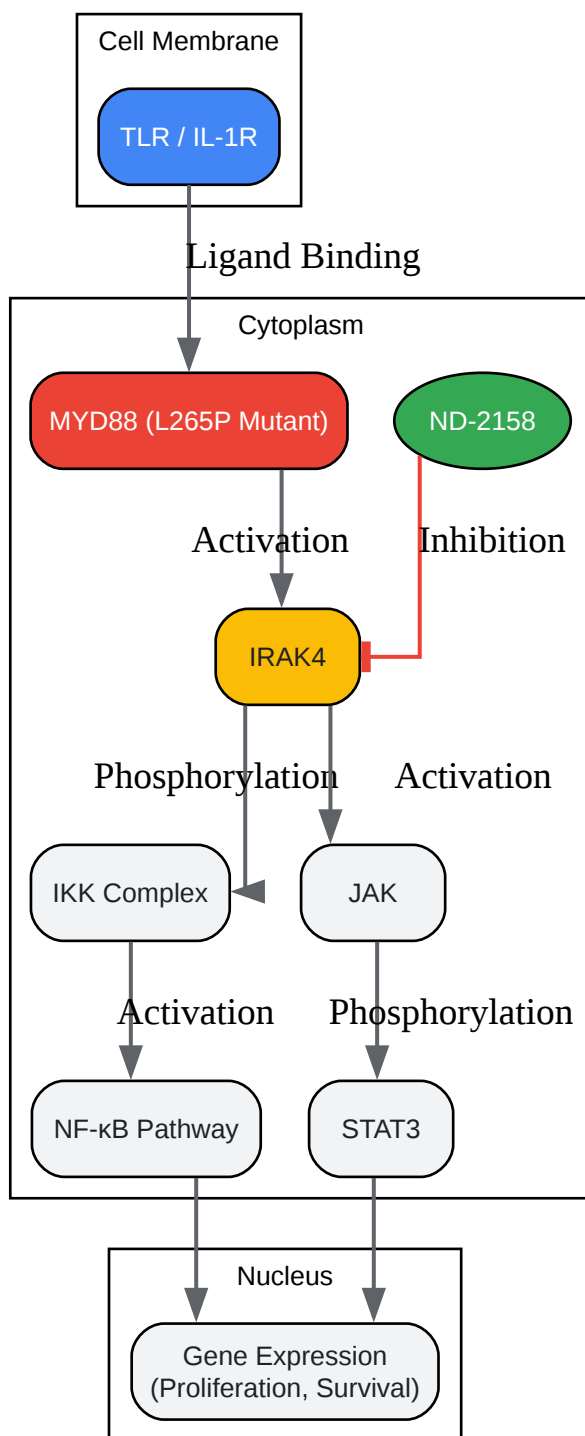 Cell Membrane
TLR / IL-1R
Ligand Binding
Cytoplasm
MYD88 (L265P Mutant)
ND-2158
Activation
Inhibition
IRAK4
Phosphorylation
Activation
IKK Complex
JAK
Activation
Phosphorylation
NF-κB Pathway
STAT3
Nucleus
Gene Expression
(Proliferation, Survival)